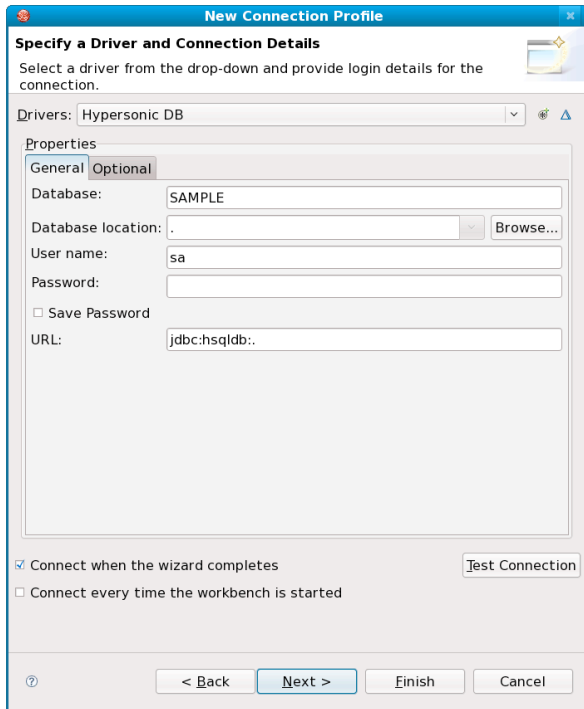 New Connection Profile
Specify a Driver and Connection Details
Select a driver from the drop-down and provide login details for the
connection.
Drivers: Hypersonic DB
Properties
General Optional
Database: SAMPLE
Database location: . Browse...
User name: sa
Password:
Save Password
URL: jdbc:hsqldb:.
Connect when the wizard completes Test Connection
Connect every time the workbench is started
? < Back Next > Finish Cancel